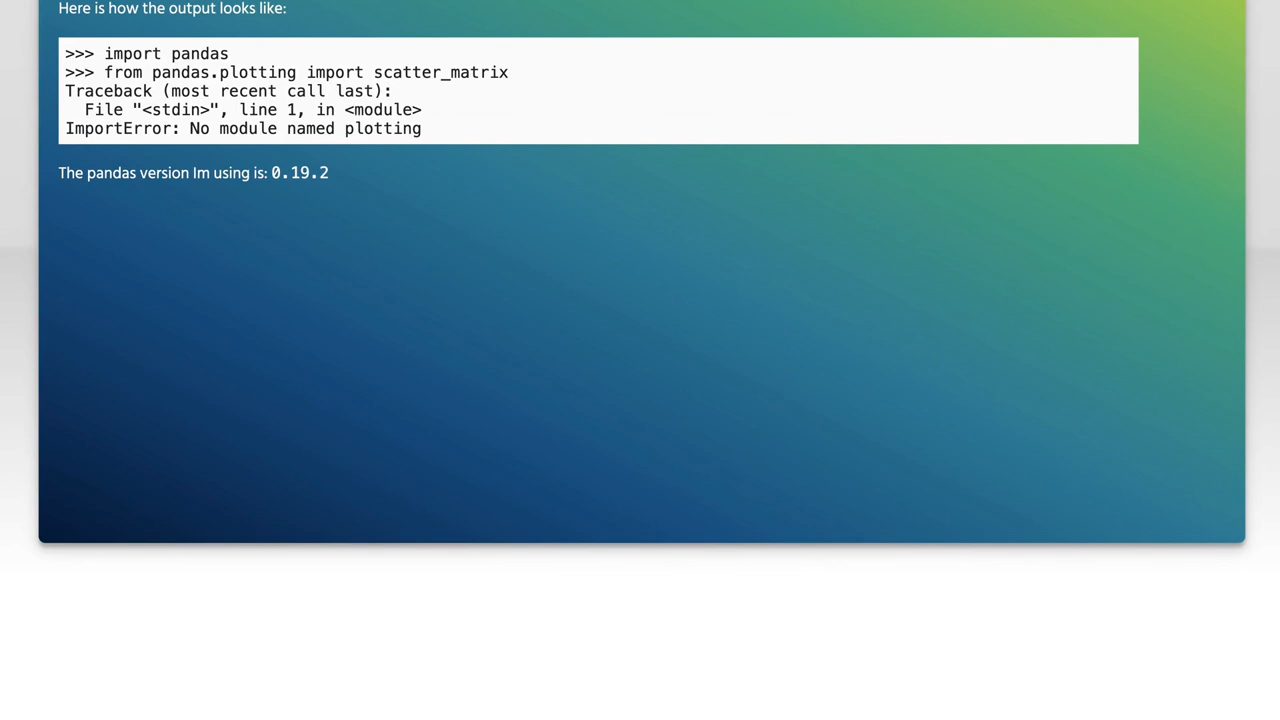 Here is how the output looks like:
>>> import pandas
>>> from pandas.plotting import scatter_matrix
Traceback (most recent call last):
  File "<stdin>", line 1, in <module>
ImportError: No module named plotting
The pandas version Im using is: 0.19.2